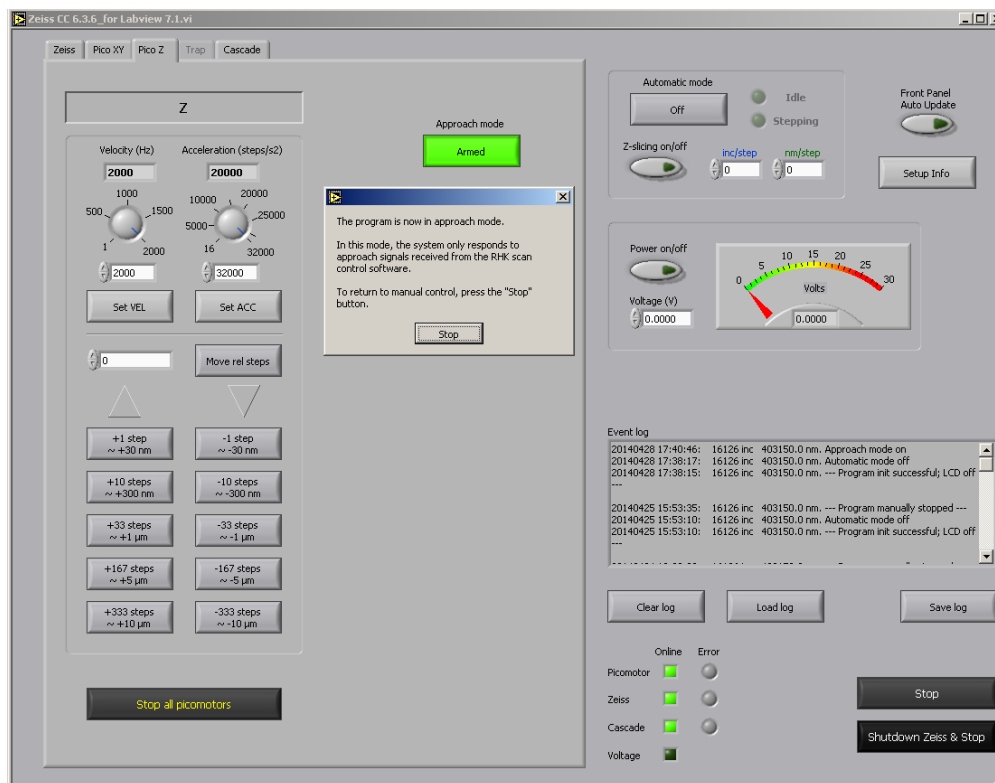 Zeiss CC 6.3.6_for Labview 7.1.vi
Zeiss
Pico XY
Pico Z
Trap
Cascade
Z
Velocity (Hz)
Acceleration (steps/s2)
2000
20000
1000
500
1500
1
2000
20000
10000
25000
5000
16
32000
2000
32000
Set VEL
Set ACC
0
Move rel steps
+1 step
~ +30 nm
-1 step
~ -30 nm
+10 steps
~ +300 nm
-10 steps
~ -300 nm
+33 steps
~ +1 µm
-33 steps
~ -1 µm
+167 steps
~ +5 µm
-167 steps
~ -5 µm
+333 steps
~ +10 µm
-333 steps
~ -10 µm
Stop all picomotors
Approach mode
Armed
The program is now in approach mode.
In this mode, the system only responds to
approach signals received from the RHK scan
control software.
To return to manual control, press the "Stop"
button.
Stop
Automatic mode
Off
Idle
Stepping
Z-slicing on/off
inc/step
nm/step
0
0
Front Panel
Auto Update
Setup Info
Power on/off
Voltage (V)
0.0000
0
5
10
15
20
25
30
Volts
0.0000
Event log
20140428 17:40:46: 16126 inc 403150.0 nm. Approach mode on
20140428 17:38:17: 16126 inc 403150.0 nm. Automatic mode off
20140428 17:38:15: 16126 inc 403150.0 nm. --- Program init successful; LCD off
---
20140425 15:53:35: 16126 inc 403150.0 nm. --- Program manually stopped ---
20140425 15:53:10: 16126 inc 403150.0 nm. Automatic mode off
20140425 15:53:10: 16126 inc 403150.0 nm. --- Program init successful; LCD off
---
Clear log
Load log
Save log
Online
Error
Picomotor
Zeiss
Cascade
Voltage
Stop
Shutdown Zeiss & Stop